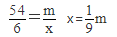 54/6 = m/x  x = 1/9 m